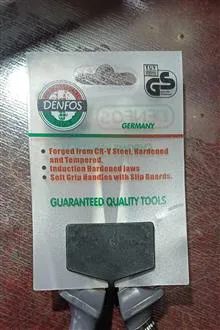 DENFOS
GS
GERMANY
• Forged from CR-V Steel, Hardened
and Tempered.
• Induction Hardened jaws
• Soft Grip Handles with Slip Guards.
GUARANTEED QUALITY TOOLS